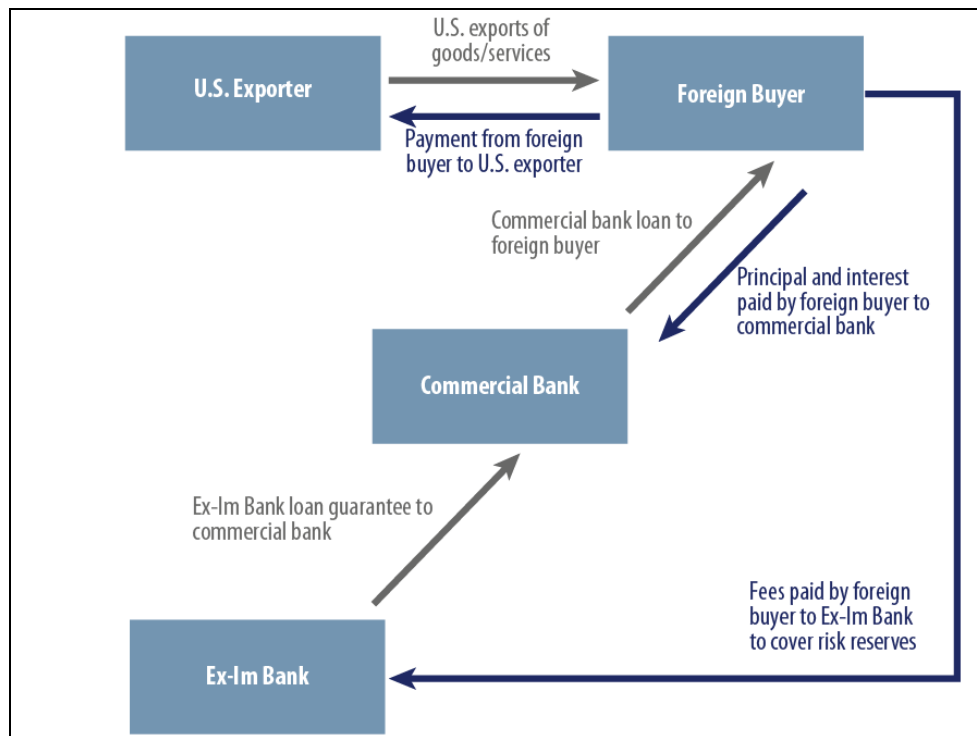 U.S. exports of
goods/services
U.S. Exporter
Foreign Buyer
Payment from foreign
buyer to U.S. exporter
Commercial bank loan to
foreign buyer
Principal and interest
paid by foreign buyer to
commercial bank
Commercial Bank
Ex-Im Bank loan guarantee to
commercial bank
Fees paid by foreign
buyer to Ex-Im Bank
to cover risk reserves
Ex-Im Bank